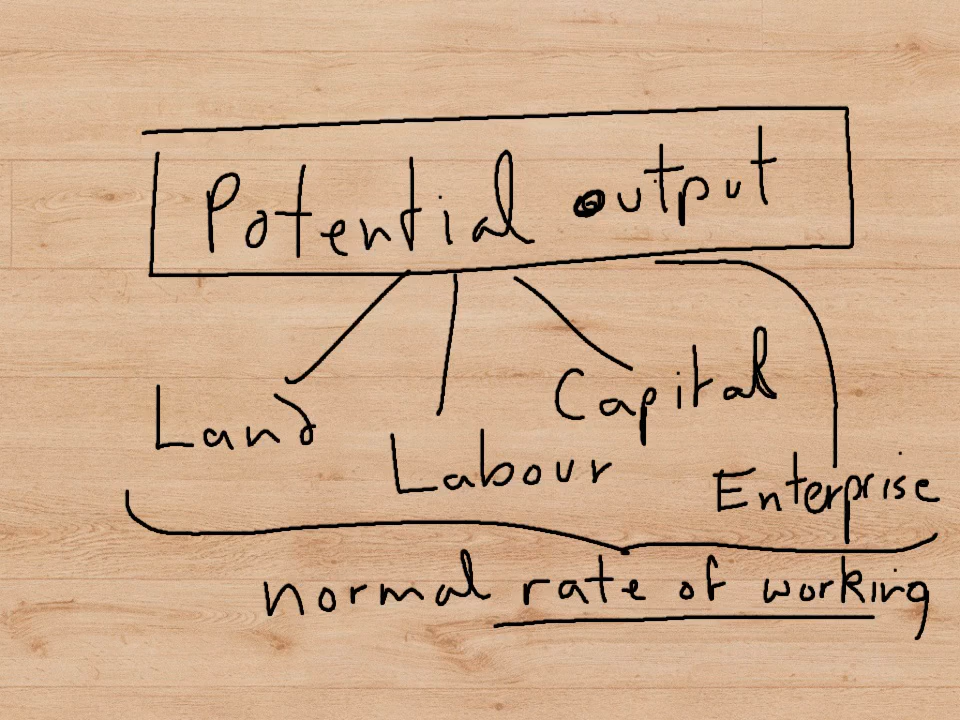 Potential output
Land
Labour
Capital
Enterprise
normal rate of working